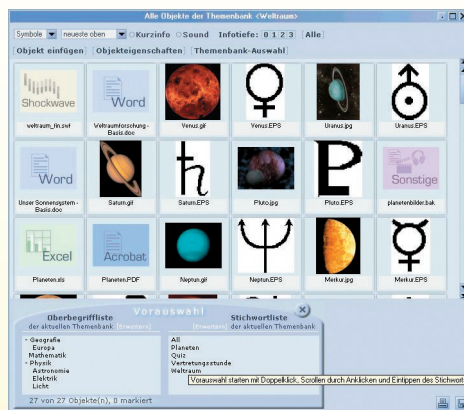 Alle Objekte der Themenbank <Weltraum>
Symbole neueste oben Kurzinfo Sound Infotiefe: 0 1 2 3 [Alle]
[Objekt einfügen] [Objekteigenschaften] [Themenbank-Auswahl]
Shockwave Word
weltraum_fin.swf Weltraumforschung - Basis.doc Venus.gif Venus.EPS Uranus.jpg Uranus.EPS
Word Sonstige
Unser Sonnensystem - Basis.doc Saturn.gif Saturn.EPS Pluto.jpg Pluto.EPS planetenbilder.bak
Excel Acrobat
Planeten.xls Planeten.PDF Neptun.gif Neptun.EPS Merkur.jpg Merkur.EPS
Vorauswahl
Oberbegriffliste Stichwortliste
der aktuellen Themenbank [Erweitern] [Erweitern] der aktuellen Themenbank
- Geografie
Europa
Mathematik
- Physik
Astronomie
Elektrik
Licht
All
Planeten
Quiz
Vertretungsstunde
Weltraum
Vorauswahl starten mit Doppelklick, Scrollen durch Anklicken und Eintippen des Stichwort
27 von 27 Objekte(n), 0 markiert